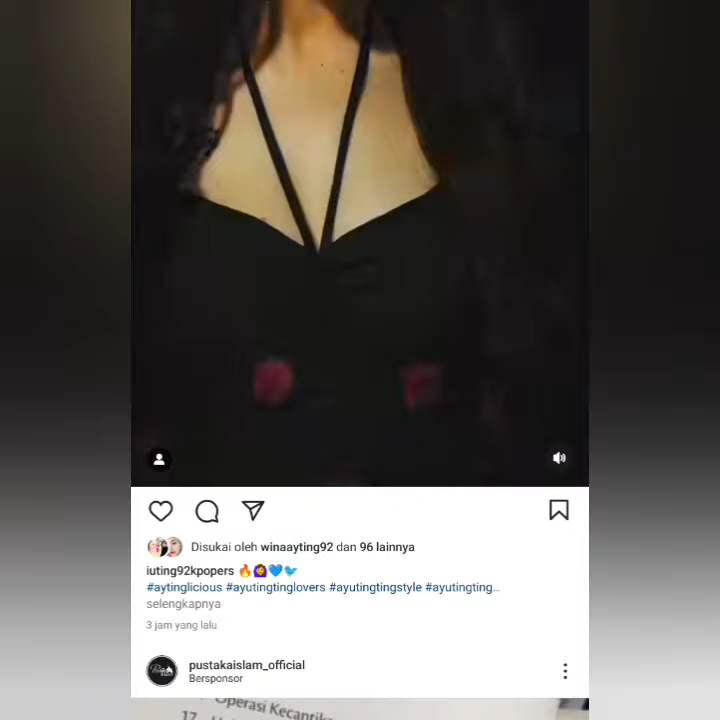 Disukai oleh winaayting92 dan 96 lainnya
iuting92kpopers 🔥🙆‍♀️💙🐦
#aytinglicious #ayutingtinglovers #ayutingtingstyle #ayutingting...
selengkapnya
3 jam yang lalu
pustakaislam_official
Bersponsor
Operasi Kecantik
17